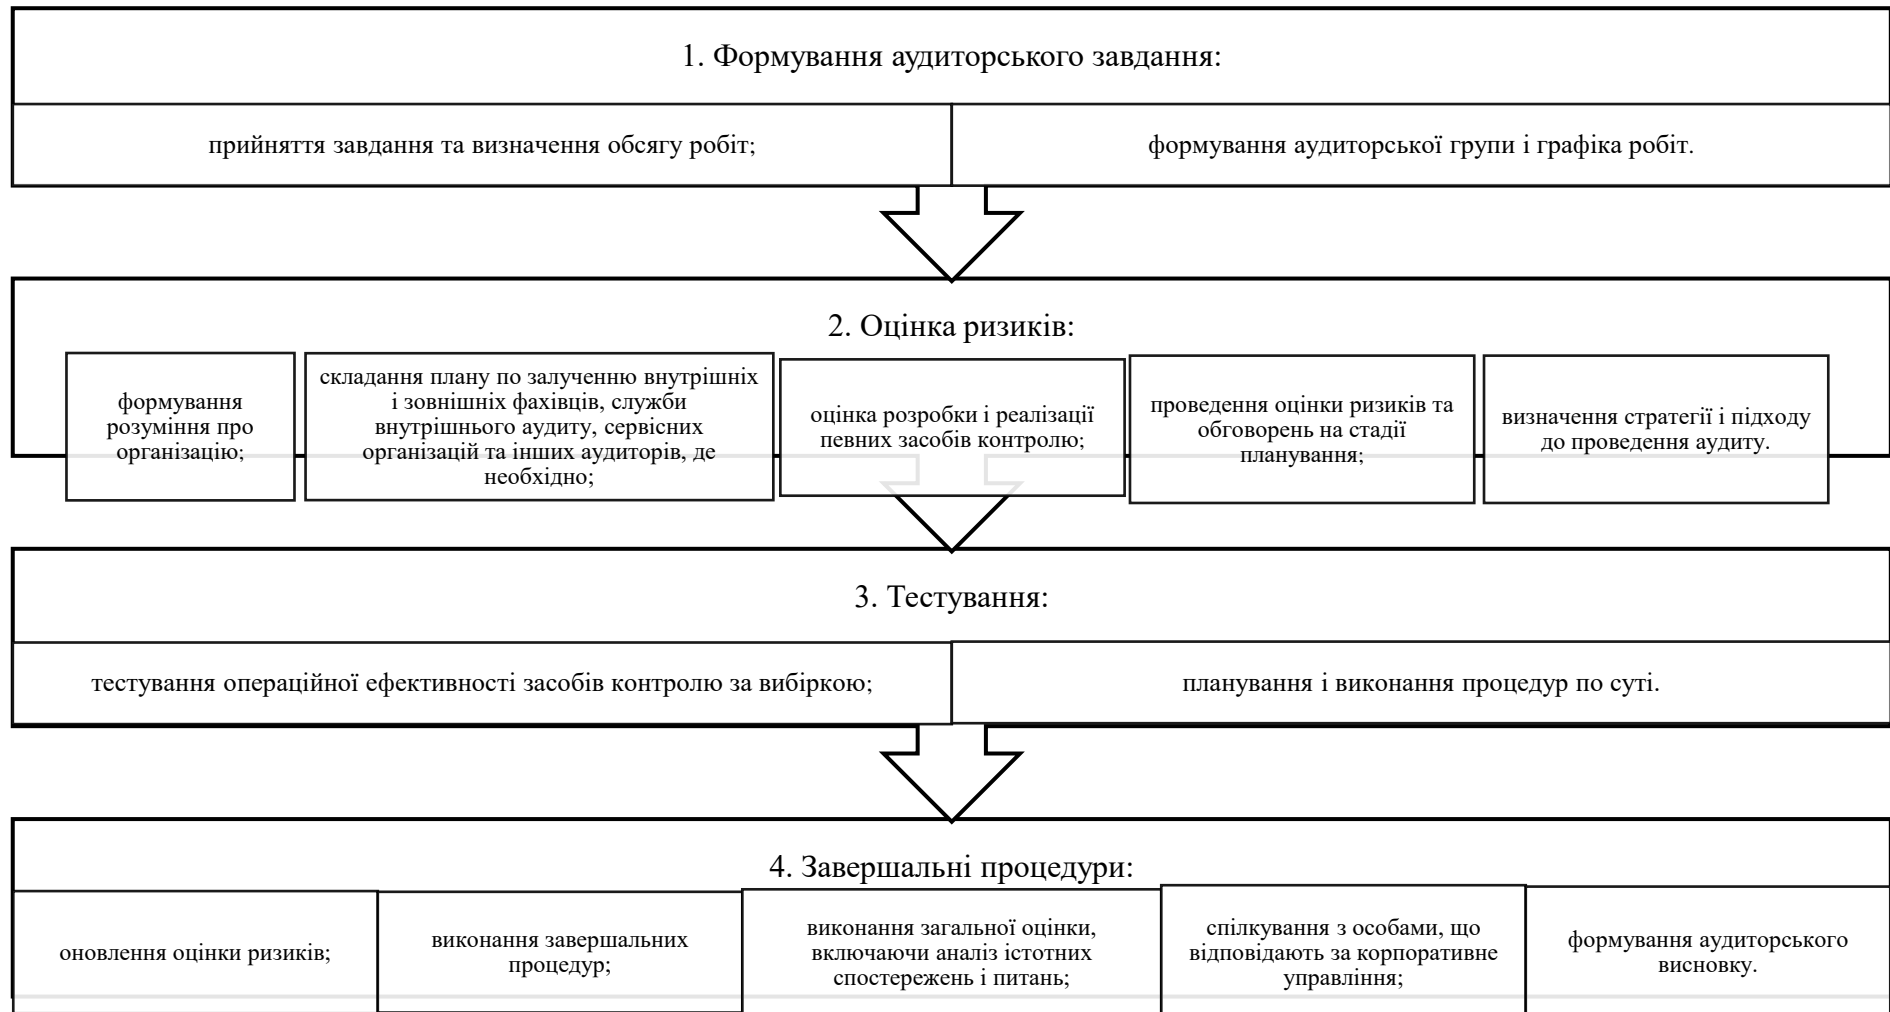 1. Формування аудиторського завдання:
прийняття завдання та визначення обсягу робіт;
формування аудиторської групи і графіка робіт.
2. Оцінка ризиків:
формування
розуміння про
організацію;
складання плану по залученню внутрішніх
і зовнішніх фахівців, служби
внутрішнього аудиту, сервісних
організацій та інших аудиторів, де
необхідно;
оцінка розробки і реалізації
певних засобів контролю;
проведення оцінки ризиків та
обговорень на стадії
планування;
визначення стратегії і підходу
до проведення аудиту.
3. Тестування:
тестування операційної ефективності засобів контролю за вибіркою;
планування і виконання процедур по суті.
4. Завершальні процедури:
оновлення оцінки ризиків;
виконання завершальних
процедур;
виконання загальної оцінки,
включаючи аналіз істотних
спостережень і питань;
спілкування з особами, що
відповідають за корпоративне
управління;
формування аудиторського
висновку.